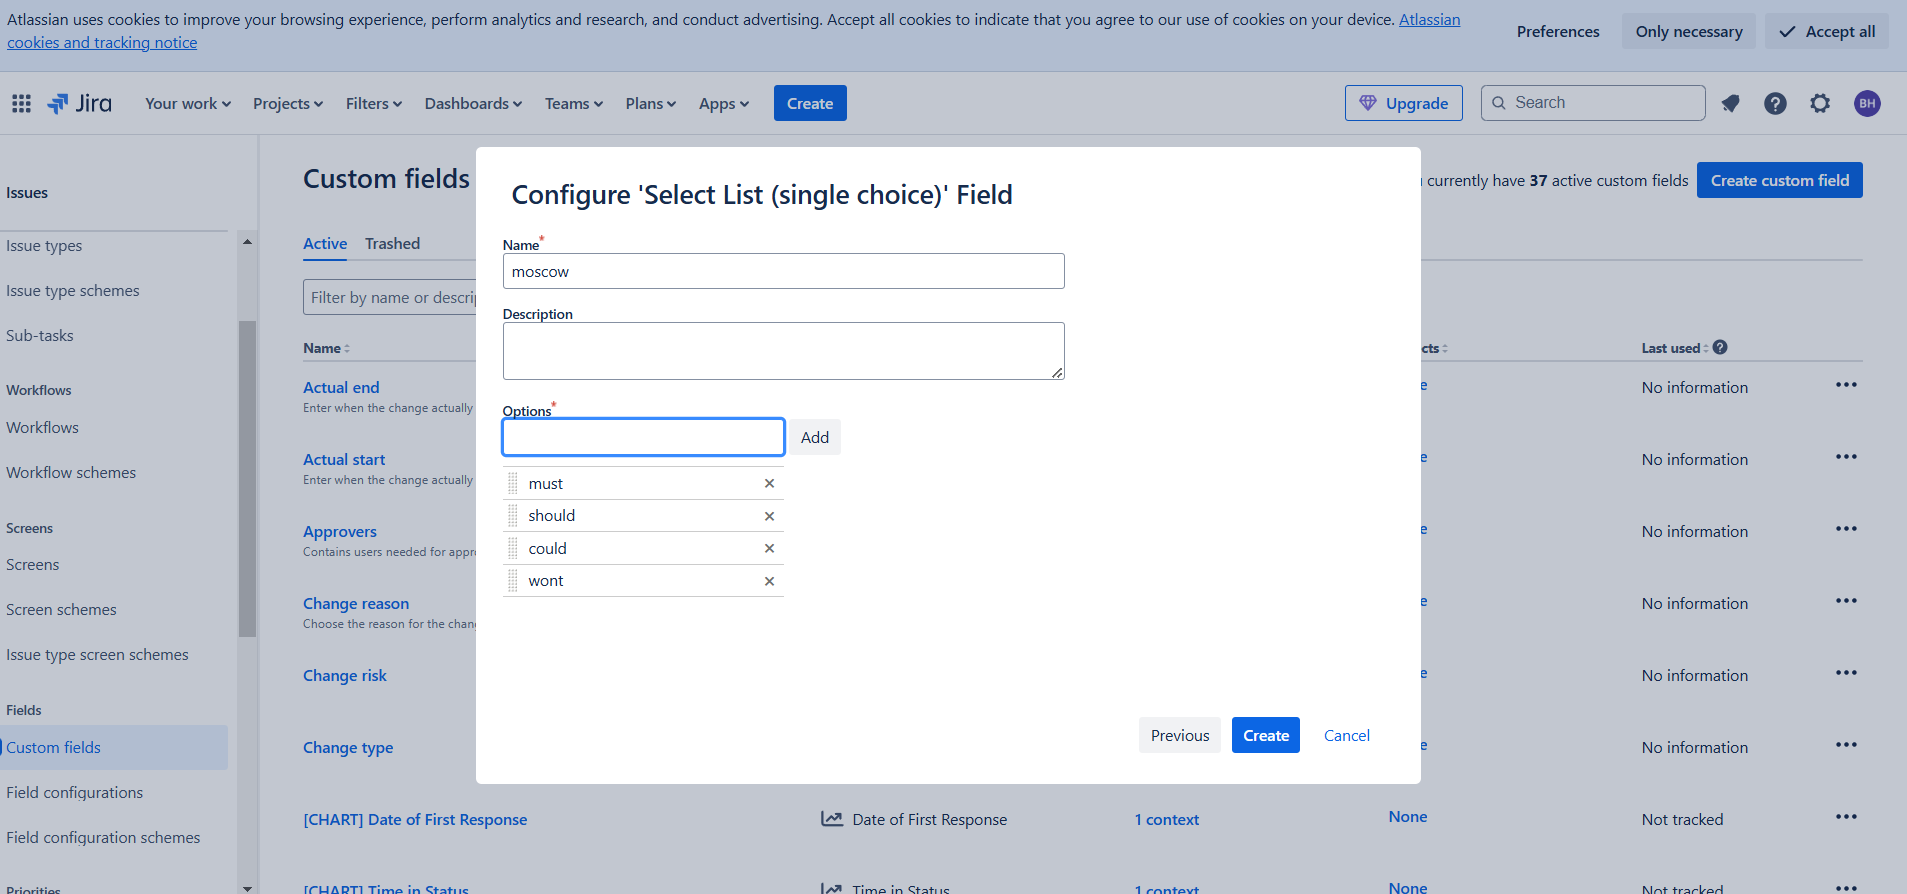 Atlassian uses cookies to improve your browsing experience, perform analytics and research, and conduct advertising. Accept all cookies to indicate that you agree to our use of cookies on your device. Atlassian
cookies and tracking notice
Preferences Only necessary Accept all
Jira Your work Projects Filters Dashboards Teams Plans Apps Create Upgrade Search BH
Issues
Issue types
Issue type schemes
Sub-tasks
Workflows
Workflows
Workflow schemes
Screens
Screens
Screen schemes
Issue type screen schemes
Fields
Custom fields
Field configurations
Field configuration schemes
Priorities
Custom fields
currently have 37 active custom fields
Create custom field
Active Trashed
Filter by name or descri
Name
Last used
Actual end
Enter when the change actually
No information
Actual start
Enter when the change actually
No information
Approvers
Contains users needed for appr
No information
Change reason
Choose the reason for the chan
No information
Change risk
No information
Change type
No information
[CHART] Date of First Response Date of First Response 1 context None Not tracked
[CHART] Time in Status Time in Status 1 context None
Configure 'Select List (single choice)' Field
Name*
moscow
Description
Options*
Add
must
should
could
wont
Previous Create Cancel